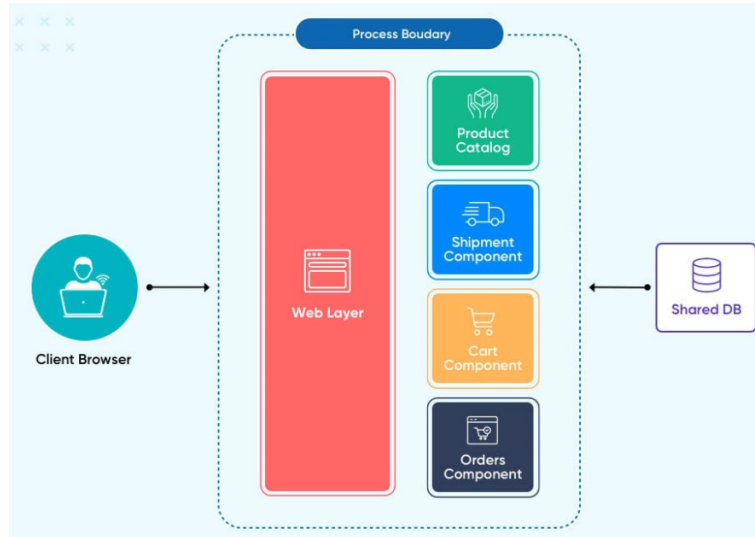 Process Boudary
Product
Catalog
Shipment
Component
Web Layer
Cart
Component
Orders
Component
Client Browser
Shared DB